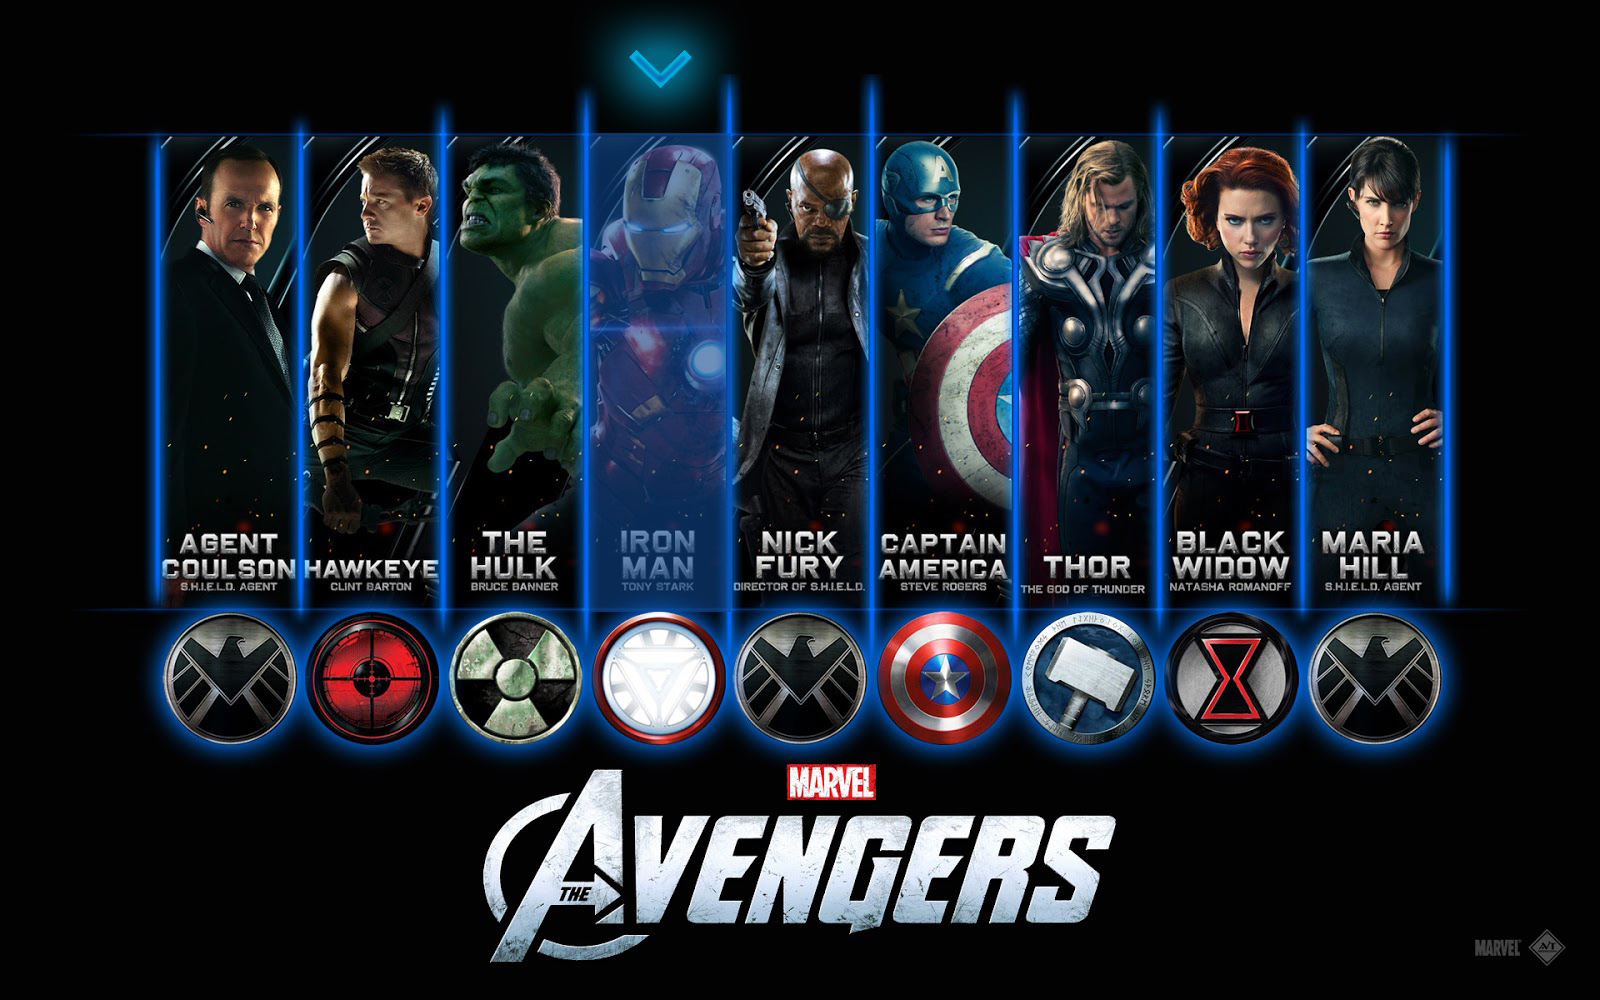 AGENT
COULSON
S.H.I.E.L.D. AGENT
HAWKEYE
CLINT BARTON
THE
HULK
BRUCE BANNER
IRON
MAN
TONY STARK
NICK
FURY
DIRECTOR OF S.H.I.E.L.D.
CAPTAIN
AMERICA
STEVE ROGERS
THOR
THE GOD OF THUNDER
BLACK
WIDOW
NATASHA ROMANOFF
MARIA
HILL
S.H.I.E.L.D. AGENT
A
MARVEL
THE AVENGERS
MARVEL